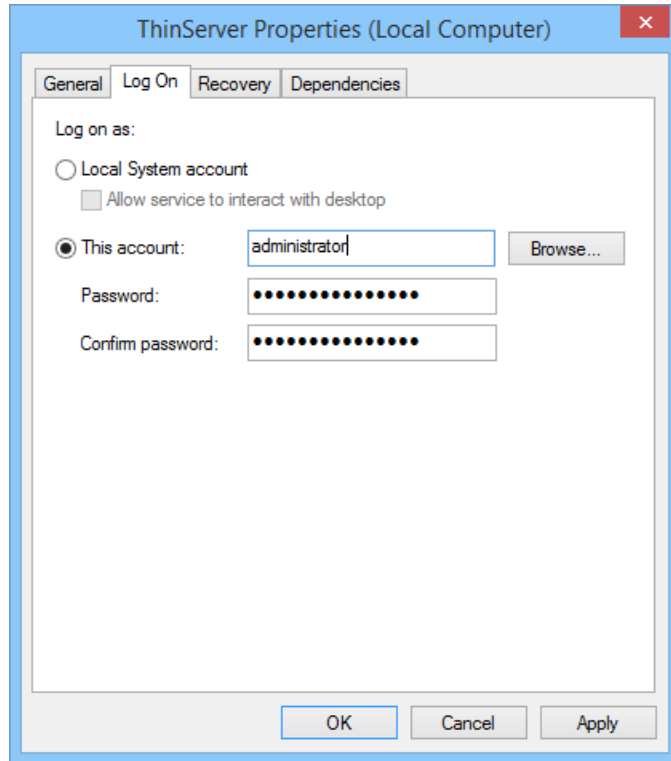 ThinServer Properties (Local Computer)
General Log On Recovery Dependencies
Log on as:
Local System account
Allow service to interact with desktop
This account: administrator Browse...
Password: •••••••••••••••
Confirm password: •••••••••••••••
OK Cancel Apply